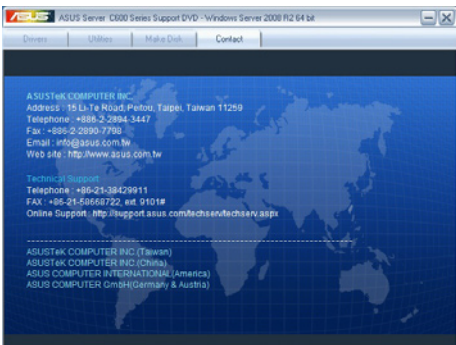 ASUS Server C600 Series Support DVD - Windows Server 2008 R2 64 bit
Drivers Utilities Make Disk Contact
ASUSTeK COMPUTER INC.
Address : 15 Li-Te Road, Peitou, Taipei, Taiwan 11259
Telephone : +886-2-2894-3447
Fax : +886-2-2890-7798
Email : info@asus.com.tw
Web site : http://www.asus.com.tw
Technical Support
Telephone : +86-21-38429911
FAX : +86-21-58668722, ext. 9101#
Online Support : http://support.asus.com/techserv/techserv.aspx
ASUSTeK COMPUTER INC.(Taiwan)
ASUSTeK COMPUTER INC.(China)
ASUS COMPUTER INTERNATIONAL(America)
ASUS COMPUTER GmbH(Germany & Austria)